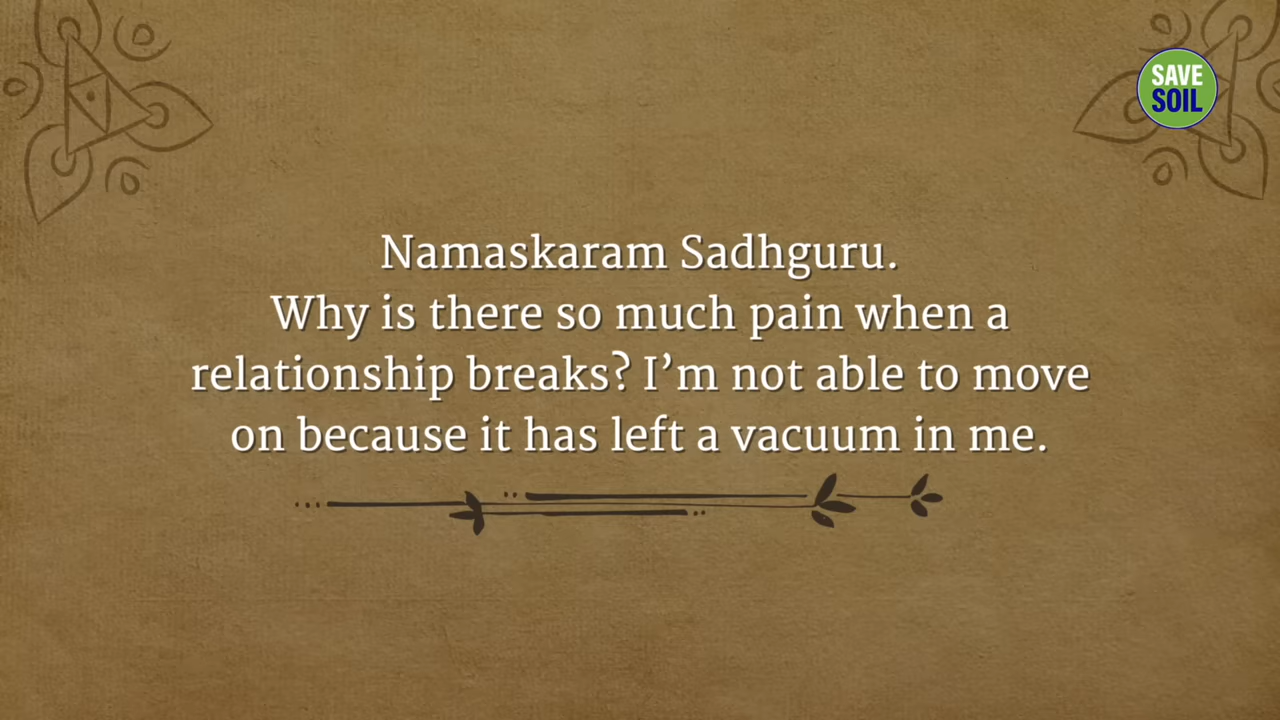 SAVE
SOIL
Namaskaram Sadhguru.
Why is there so much pain when a
relationship breaks? I’m not able to move
on because it has left a vacuum in me.